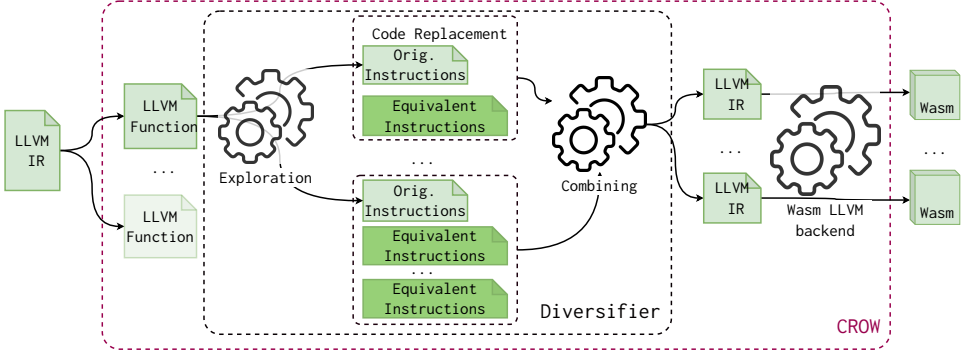 LLVM
IR
LLVM
Function
...
LLVM
Function
Exploration
Code Replacement
Orig.
Instructions
Equivalent
Instructions
...
Orig.
Instructions
Equivalent
Instructions
...
Equivalent
Instructions
Combining
Diversifier
LLVM
IR
...
LLVM
IR
Wasm LLVM
backend
CROW
Wasm
...
Wasm